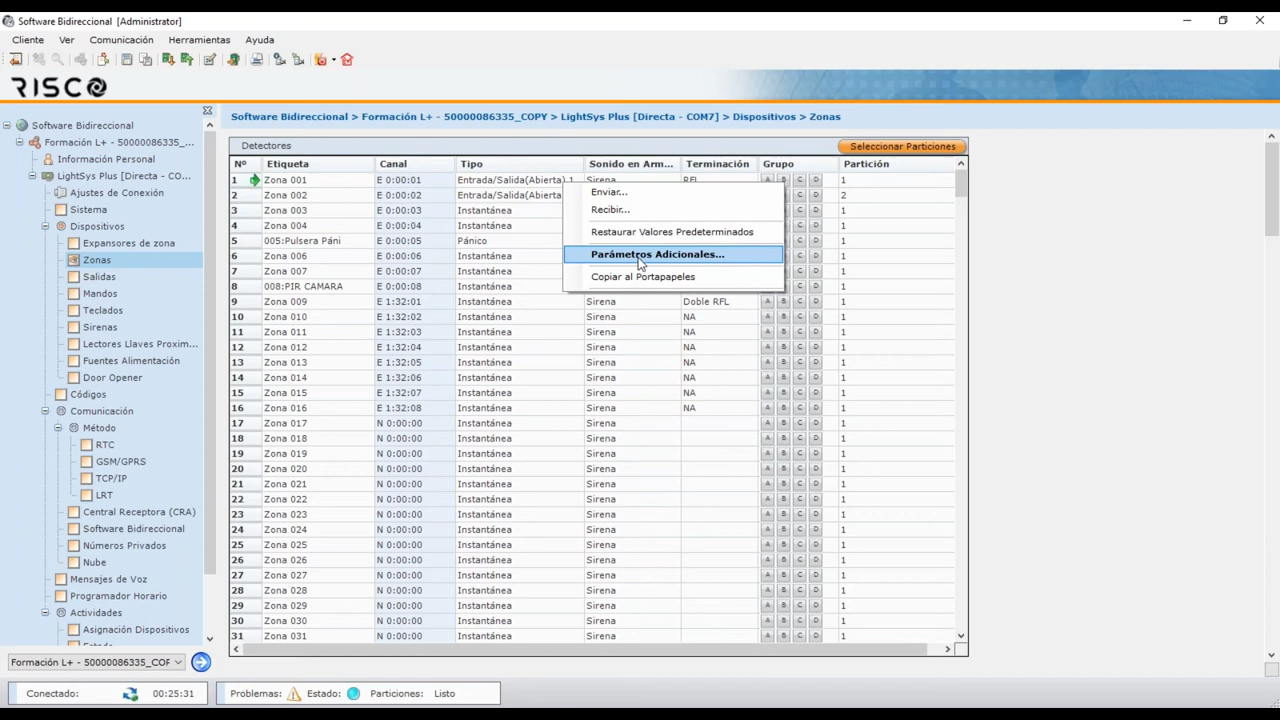 Software Bidireccional [Administrator]
Cliente Ver Comunicación Herramientas Ayuda
RISCO
Software Bidireccional
Formación L+ - 50000086335_...
Información Personal
LightSys Plus [Directa - CO...
Ajustes de Conexión
Sistema
Dispositivos
Expansores de zona
Zonas
Salidas
Mandos
Teclados
Sirenas
Lectores Llaves Proxim...
Fuentes Alimentación
Door Opener
Códigos
Comunicación
Método
RTC
GSM/GPRS
TCP/IP
LRT
Central Receptora (CRA)
Software Bidireccional
Números Privados
Nube
Mensajes de Voz
Programador Horario
Actividades
Asignación Dispositivos
Formación L+ - 50000086335_COF
Software Bidireccional > Formación L+ - 50000086335_COPY > LightSys Plus [Directa - COM7] > Dispositivos > Zonas
Detectores Seleccionar Particiones
Nº Etiqueta Canal Tipo Sonido en Arm... Terminación Grupo Partición
1 Zona 001 E 0:00:01 Entrada/Salida(Abierta) 1 Sirena RFL A B C D 1
2 Zona 002 E 0:00:02 Entrada/Salida(Abierta) 2
3 Zona 003 E 0:00:03 Instantánea 1
4 Zona 004 E 0:00:04 Instantánea 1
5 005:Pulsera Páni E 0:00:05 Pánico 1
6 Zona 006 E 0:00:06 Instantánea 1
7 Zona 007 E 0:00:07 Instantánea 1
8 008:PIR CAMARA E 0:00:08 Instantánea 1
9 Zona 009 E 1:32:01 Instantánea Sirena Doble RFL A B C D 1
10 Zona 010 E 1:32:02 Instantánea Sirena NA A B C D 1
11 Zona 011 E 1:32:03 Instantánea Sirena NA A B C D 1
12 Zona 012 E 1:32:04 Instantánea Sirena NA A B C D 1
13 Zona 013 E 1:32:05 Instantánea Sirena NA A B C D 1
14 Zona 014 E 1:32:06 Instantánea Sirena NA A B C D 1
15 Zona 015 E 1:32:07 Instantánea Sirena NA A B C D 1
16 Zona 016 E 1:32:08 Instantánea Sirena NA A B C D 1
17 Zona 017 N 0:00:00 Instantánea Sirena A B C D 1
18 Zona 018 N 0:00:00 Instantánea Sirena A B C D 1
19 Zona 019 N 0:00:00 Instantánea Sirena A B C D 1
20 Zona 020 N 0:00:00 Instantánea Sirena A B C D 1
21 Zona 021 N 0:00:00 Instantánea Sirena A B C D 1
22 Zona 022 N 0:00:00 Instantánea Sirena A B C D 1
23 Zona 023 N 0:00:00 Instantánea Sirena A B C D 1
24 Zona 024 N 0:00:00 Instantánea Sirena A B C D 1
25 Zona 025 N 0:00:00 Instantánea Sirena A B C D 1
26 Zona 026 N 0:00:00 Instantánea Sirena A B C D 1
27 Zona 027 N 0:00:00 Instantánea Sirena A B C D 1
28 Zona 028 N 0:00:00 Instantánea Sirena A B C D 1
29 Zona 029 N 0:00:00 Instantánea Sirena A B C D 1
30 Zona 030 N 0:00:00 Instantánea Sirena A B C D 1
31 Zona 031 N 0:00:00 Instantánea Sirena A B C D 1
Enviar...
Recibir...
Restaurar Valores Predeterminados
Parámetros Adicionales...
Copiar al Portapapeles
Conectado: 00:25:31 Problemas: Estado: Particiones: Listo